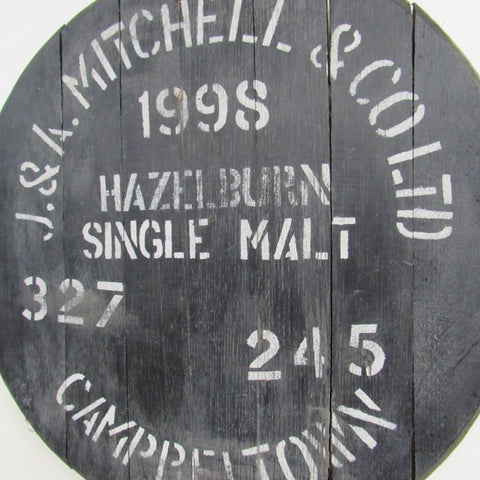 J. & A. MITCHELL & CO LTD
1998
HAZELBURN
SINGLE MALT
327
245
CAMPBELTOWN